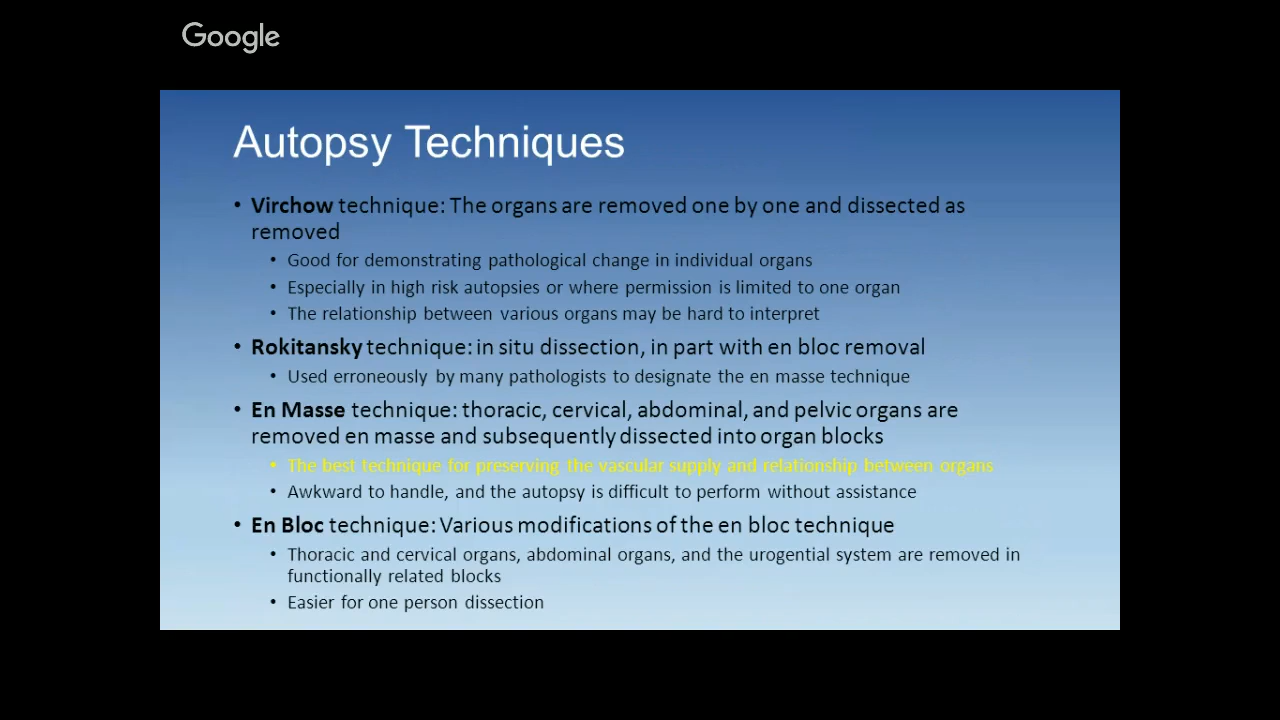 Google
Autopsy Techniques
• Virchow technique: The organs are removed one by one and dissected as
removed
• Good for demonstrating pathological change in individual organs
• Especially in high risk autopsies or where permission is limited to one organ
• The relationship between various organs may be hard to interpret
• Rokitansky technique: in situ dissection, in part with en bloc removal
• Used erroneously by many pathologists to designate the en masse technique
• En Masse technique: thoracic, cervical, abdominal, and pelvic organs are
removed en masse and subsequently dissected into organ blocks
• The best technique for preserving the vascular supply and relationship between organs
• Awkward to handle, and the autopsy is difficult to perform without assistance
• En Bloc technique: Various modifications of the en bloc technique
• Thoracic and cervical organs, abdominal organs, and the urogential system are removed in
functionally related blocks
• Easier for one person dissection